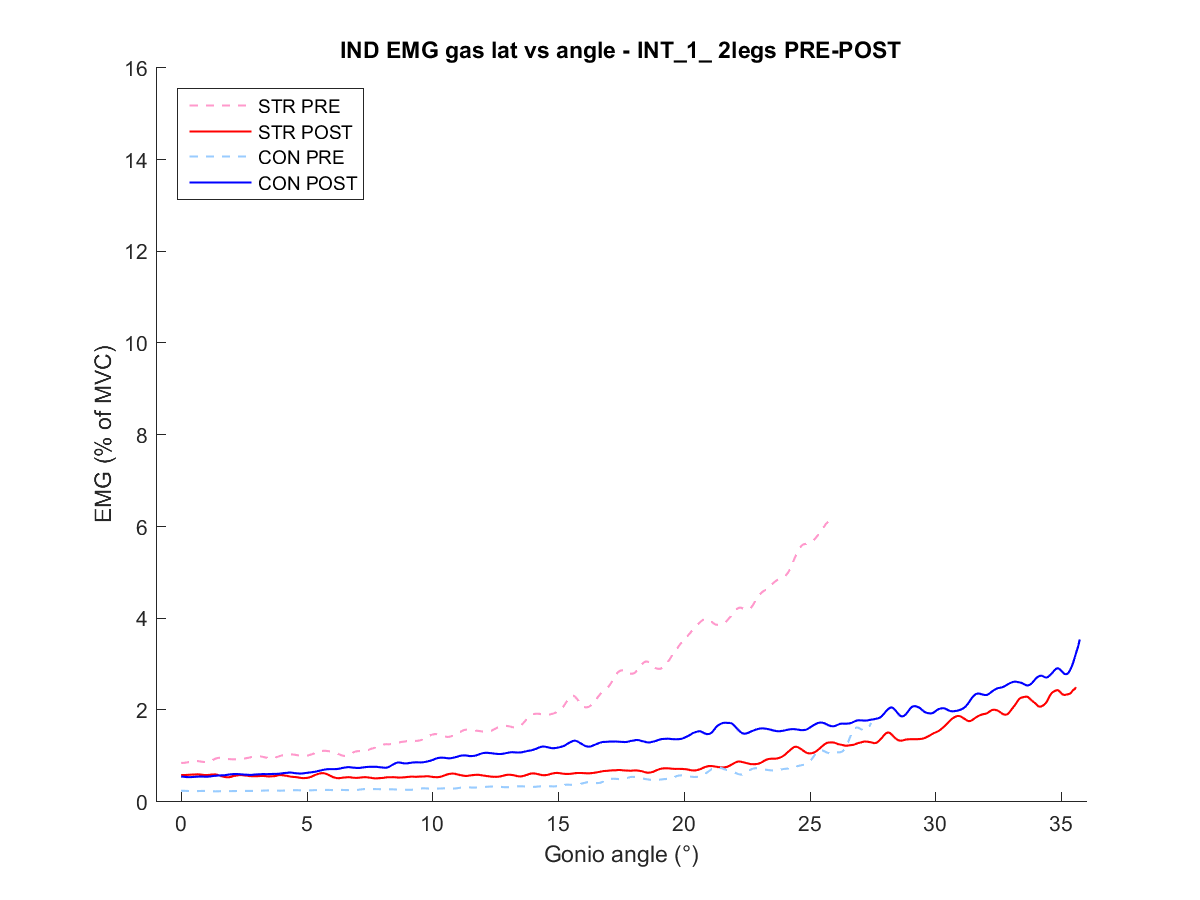 IND EMG gas lat vs angle - INT_1_ 2legs PRE-POST
16
14
12
10
8
6
4
2
0
EMG (% of MVC)
STR PRE
STR POST
CON PRE
CON POST
0 5 10 15 20 25 30 35
Gonio angle (°)